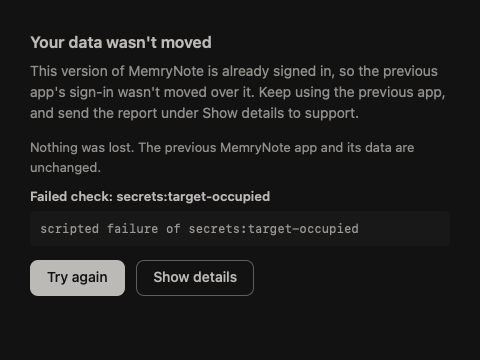 Your data wasn't moved
This version of MemryNote is already signed in, so the previous
app's sign-in wasn't moved over it. Keep using the previous app,
and send the report under Show details to support.
Nothing was lost. The previous MemryNote app and its data are
unchanged.
Failed check: secrets:target-occupied
scripted failure of secrets:target-occupied
Try again
Show details